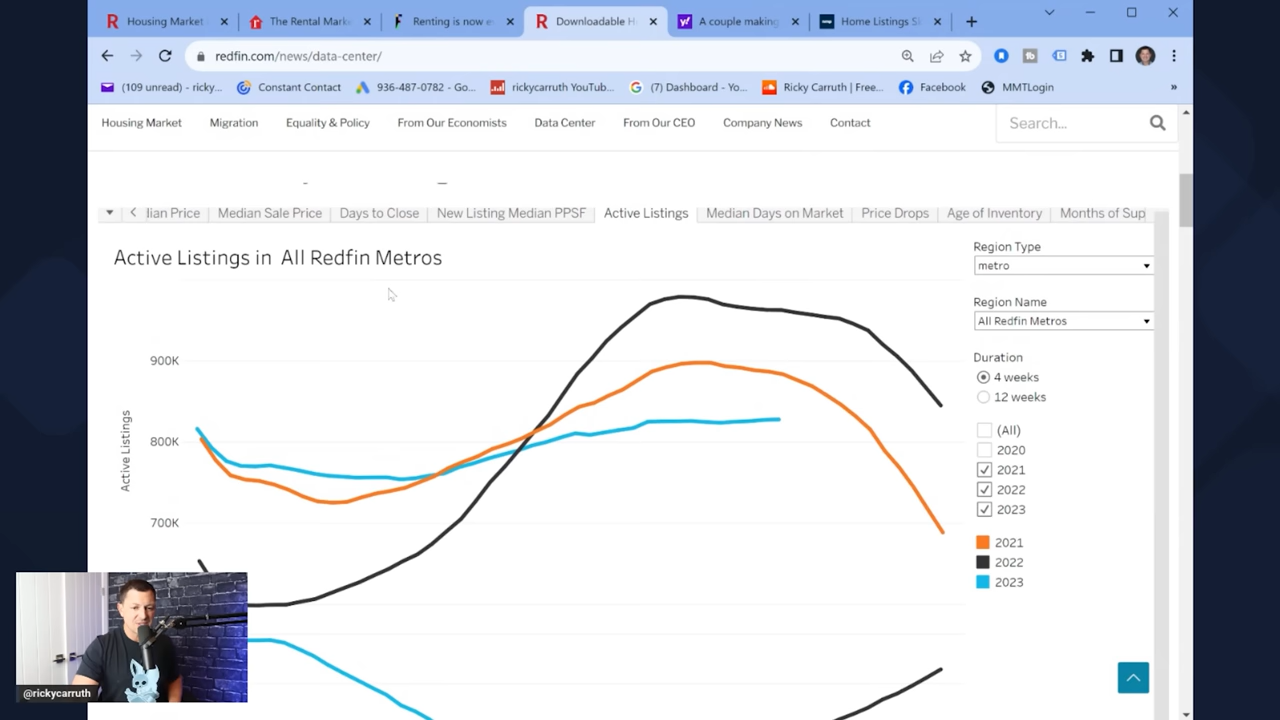 Housing Market
The Rental Mark
Renting is now e
Downloadable H
A couple making
Home Listings S
redfin.com/news/data-center/
(109 unread) - ricky...
Constant Contact
936-487-0782 - Go...
rickycarruth YouTub...
(7) Dashboard - Yo...
Ricky Carruth | Free...
Facebook
MMTLogin
»
Housing Market
Migration
Equality & Policy
From Our Economists
Data Center
From Our CEO
Company News
Contact
Search...
lian Price
Median Sale Price
Days to Close
New Listing Median PPSF
Active Listings
Median Days on Market
Price Drops
Age of Inventory
Months of Sup
Active Listings in All Redfin Metros
Region Type
metro
Region Name
All Redfin Metros
Duration
4 weeks
12 weeks
(All)
2020
2021
2022
2023
2021
2022
2023
900K
800K
700K
Active Listings
@rickycarruth